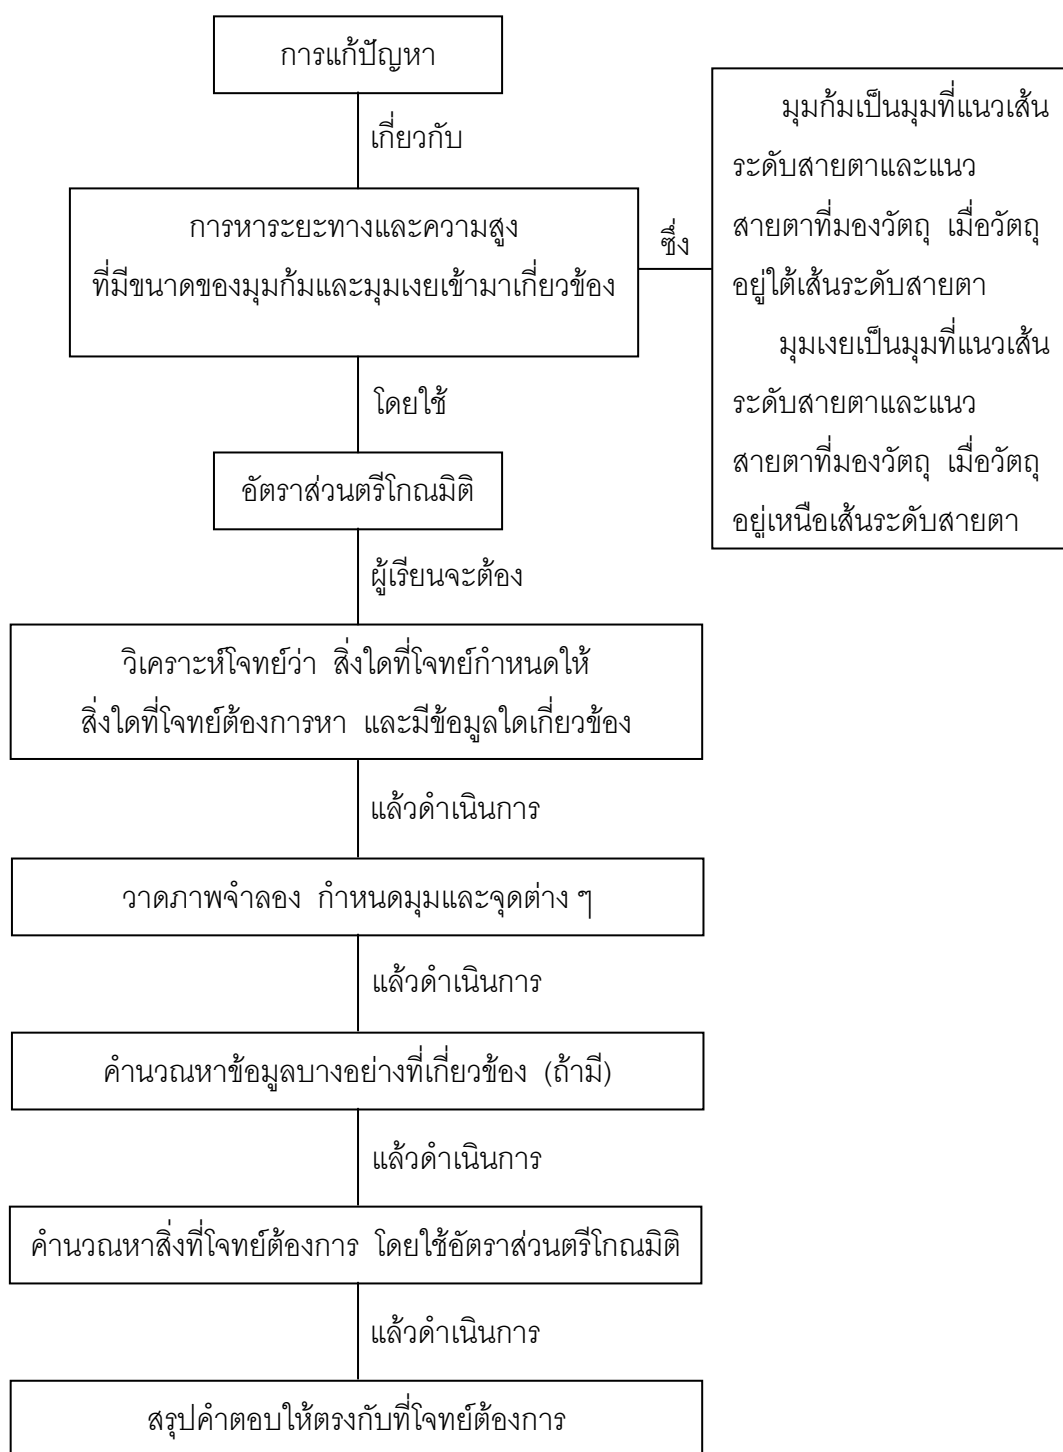 การแก้ปัญหา
เกี่ยวกับ
การหาระยะทางและความสูง
ที่มีขนาดของมุมก้มและมุมเงยเข้ามาเกี่ยวข้อง
ซึ่ง
มุมก้มเป็นมุมที่แนวเส้น
ระดับสายตาและแนว
สายตาที่มองวัตถุ เมื่อวัตถุ
อยู่ใต้เส้นระดับสายตา
มุมเงยเป็นมุมที่แนวเส้น
ระดับสายตาและแนว
สายตาที่มองวัตถุ เมื่อวัตถุ
อยู่เหนือเส้นระดับสายตา
โดยใช้
อัตราส่วนตรีโกณมิติ
ผู้เรียนจะต้อง
วิเคราะห์โจทย์ว่า สิ่งใดที่โจทย์กำหนดให้
สิ่งใดที่โจทย์ต้องการหา และมีข้อมูลใดเกี่ยวข้อง
แล้วดำเนินการ
วาดภาพจำลอง กำหนดมุมและจุดต่าง ๆ
แล้วดำเนินการ
คำนวณหาข้อมูลบางอย่างที่เกี่ยวข้อง (ถ้ามี)
แล้วดำเนินการ
คำนวณหาสิ่งที่โจทย์ต้องการ โดยใช้อัตราส่วนตรีโกณมิติ
แล้วดำเนินการ
สรุปคำตอบให้ตรงกับที่โจทย์ต้องการ